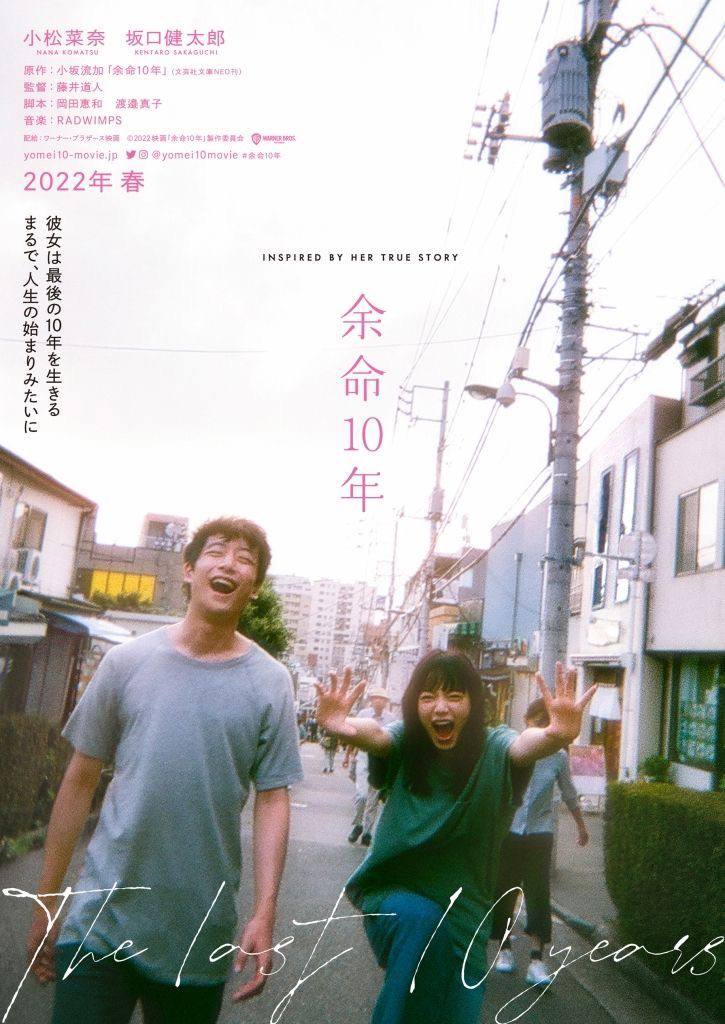 小松菜奈 坂口健太郎
NANA KOMATSU KENTARO SAKAGUCHI
原作：小坂流加「余命10年」（文芸社文庫NEO刊）
監督：藤井道人
脚本：岡田惠和 渡邉真子
音楽：RADWIMPS
配給：ワーナー・ブラザース映画 ©2022映画「余命10年」製作委員会 WARNER BROS.
yomei10-movie.jp @yomei10movie #余命10年
2022年 春
彼女は最後の10年を生きる
まるで、人生の始まりみたいに
INSPIRED BY HER TRUE STORY
余命10年
The last 10 years